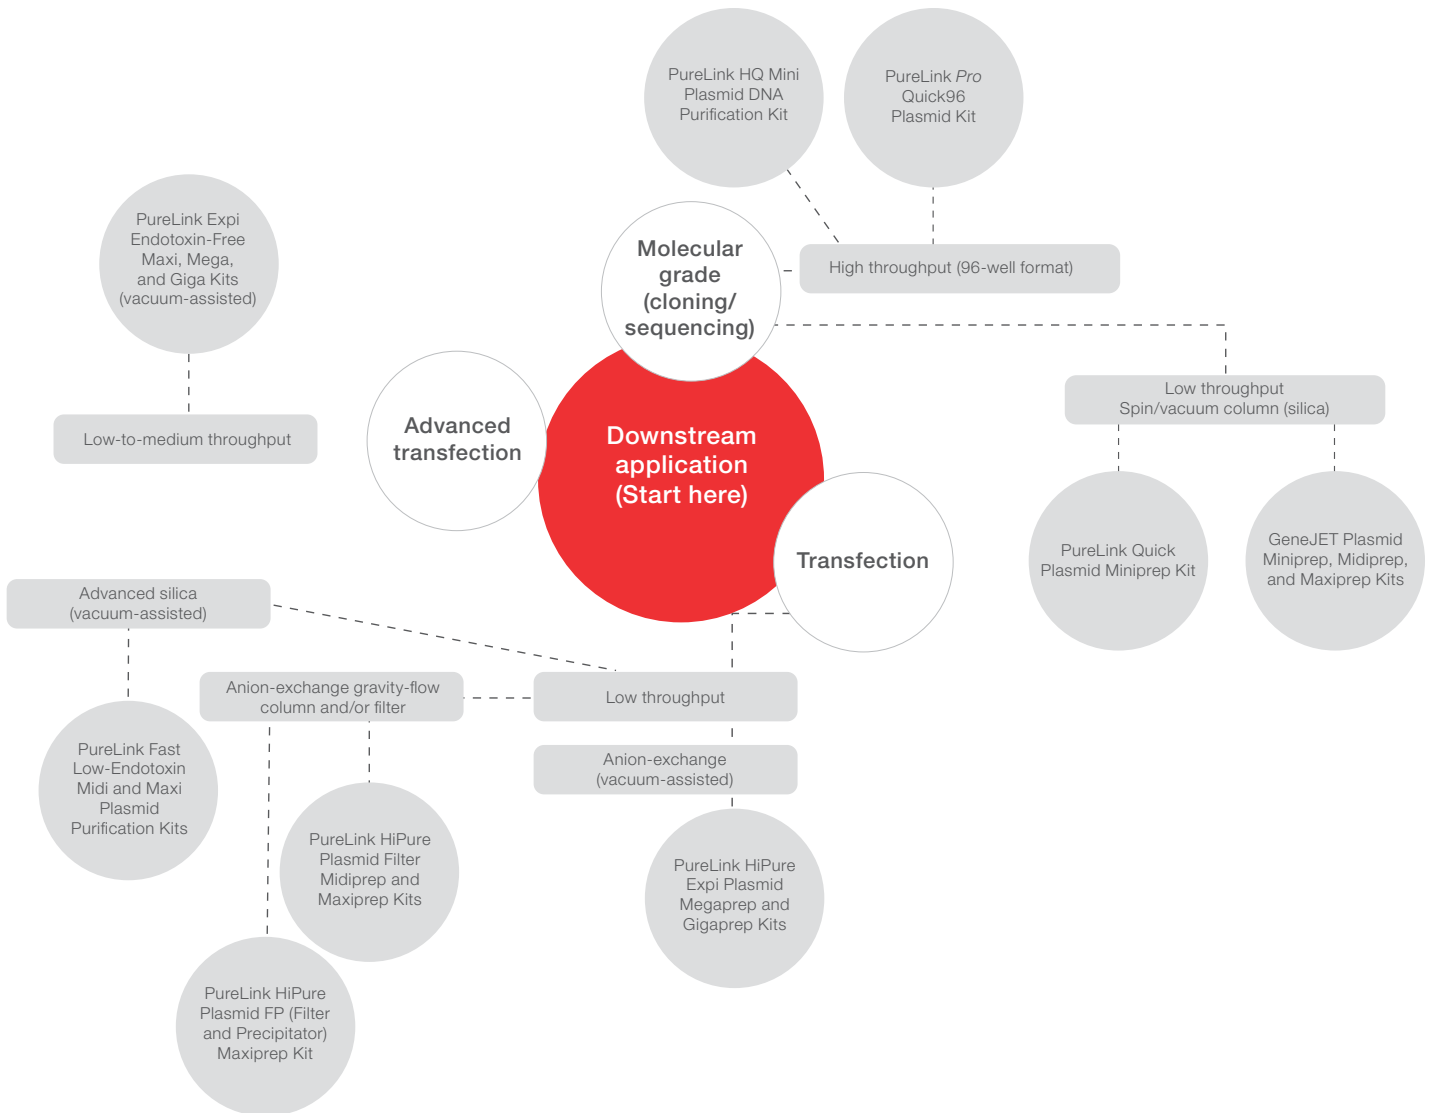 PureLink HQ Mini
Plasmid DNA
Purification Kit
PureLink Pro
Quick96
Plasmid Kit
PureLink Expi
Endotoxin-Free
Maxi, Mega,
and Giga Kits
(vacuum-assisted)
Molecular
grade
(cloning/
sequencing)
High throughput (96-well format)
Low throughput
Spin/vacuum column (silica)
Low-to-medium throughput
Advanced
transfection
Downstream
application
(Start here)
Transfection
PureLink Quick
Plasmid Miniprep Kit
GeneJET Plasmid
Miniprep, Midiprep,
and Maxiprep Kits
Advanced silica
(vacuum-assisted)
Anion-exchange gravity-flow
column and/or filter
Low throughput
Anion-exchange
(vacuum-assisted)
PureLink Fast
Low-Endotoxin
Midi and Maxi
Plasmid
Purification Kits
PureLink HiPure
Plasmid Filter
Midiprep and
Maxiprep Kits
PureLink HiPure
Expi Plasmid
Megaprep and
Gigaprep Kits
PureLink HiPure
Plasmid FP (Filter
and Precipitator)
Maxiprep Kit